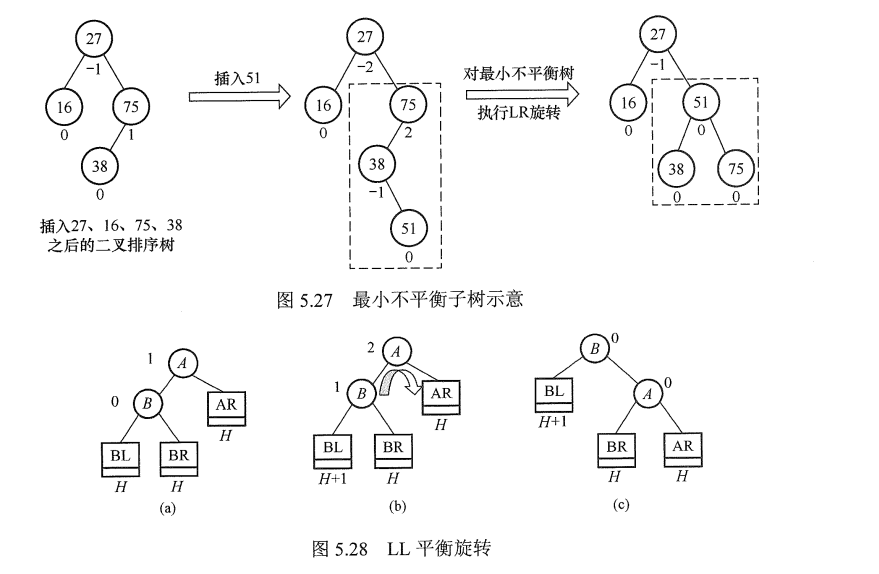 27
-1
16
0
75
1
38
0
插入27、16、75、38
之后的二叉排序树
插入51
27
-2
16
0
75
2
38
-1
51
0
对最小不平衡树
执行LR旋转
27
-1
16
0
51
0
38
0
75
0
图 5.27 最小不平衡子树示意
1
A
0
B
AR
H
BL
H
BR
H
(a)
2
A
1
B
AR
H
BL
H+1
BR
H
(b)
B
0
BL
H+1
A
0
BR
H
AR
H
(c)
图 5.28 LL 平衡旋转